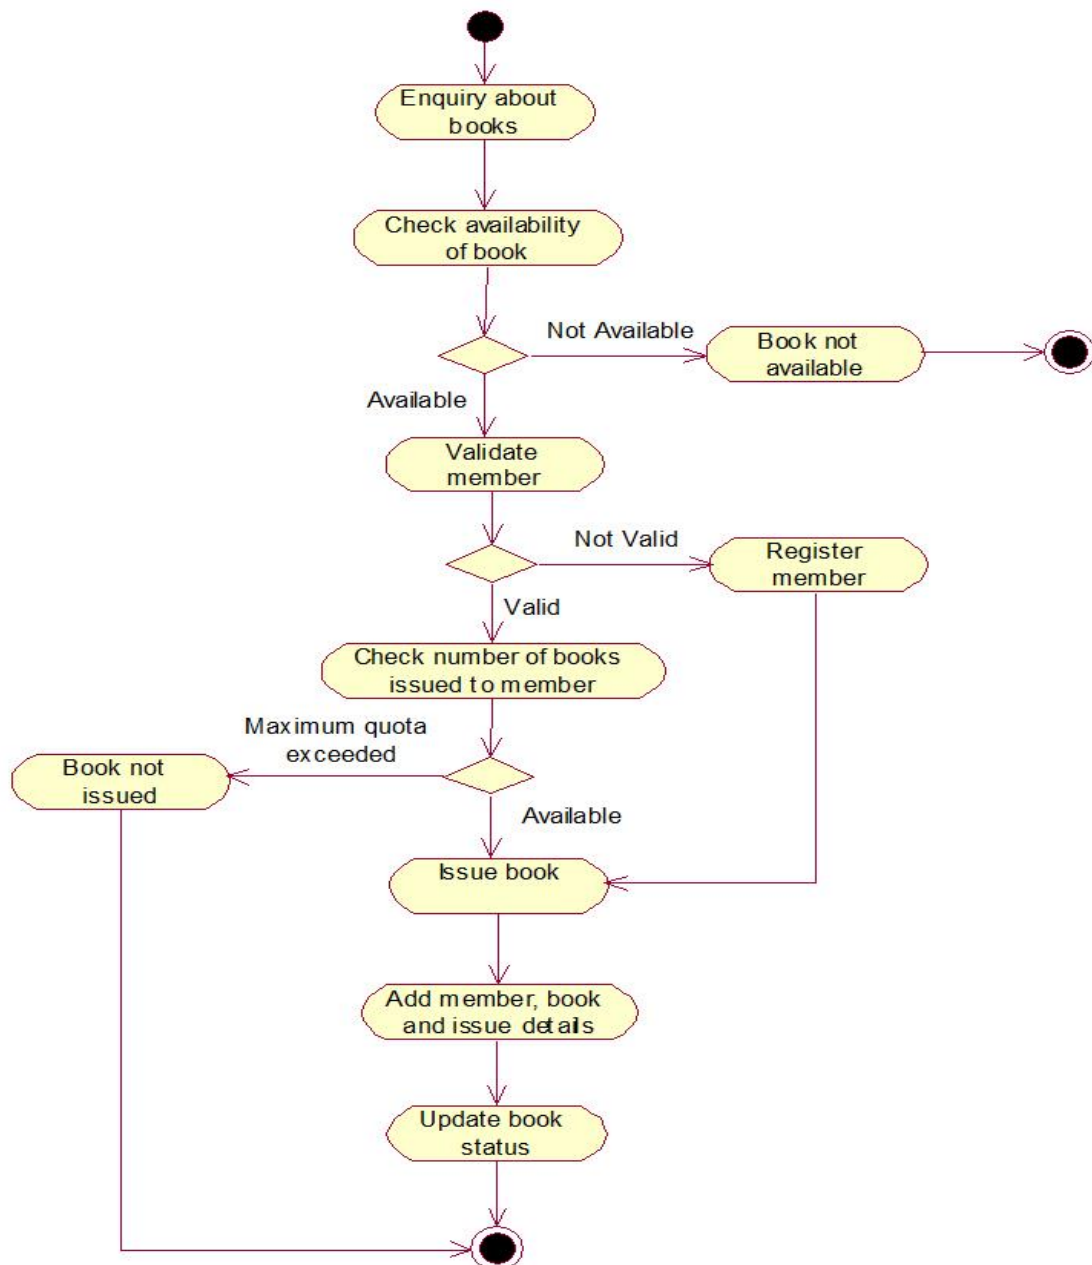 Enquiry about
books
Check availability
of book
Not Available
Book not
available
Available
Validate
member
Not Valid
Register
member
Valid
Check number of books
issued to member
Maximum quota
exceeded
Book not
issued
Available
Issue book
Add member, book
and issue details
Update book
status